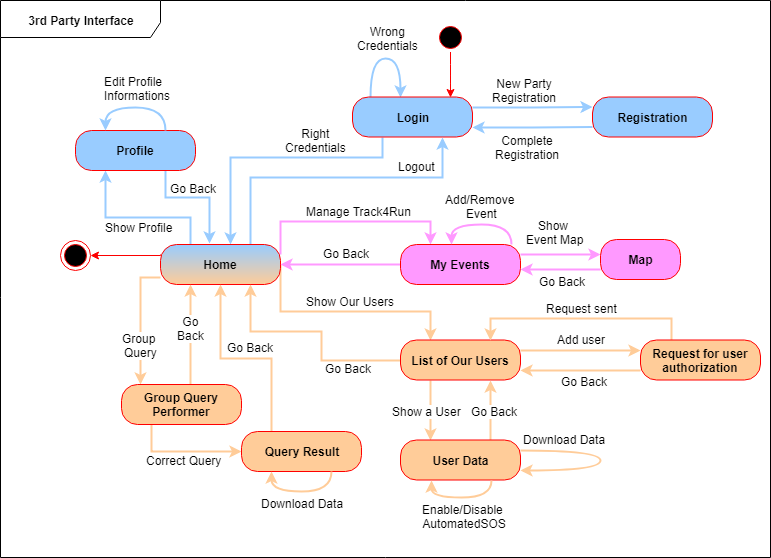 3rd Party Interface
Wrong
Credentials
Edit Profile
Informations
New Party
Registration
Login
Registration
Complete
Registration
Right
Credentials
Profile
Logout
Go Back
Manage Track4Run
Add/Remove
Event
Show Profile
Show
Event Map
Home
Go Back
My Events
Map
Go Back
Show Our Users
Request sent
Go
Back
Group
Query
Go Back
Add user
List of Our Users
Request for user
authorization
Go Back
Go Back
Group Query
Performer
Show a User
Go Back
Correct Query
Query Result
Download Data
User Data
Download Data
Enable/Disable
AutomatedSOS